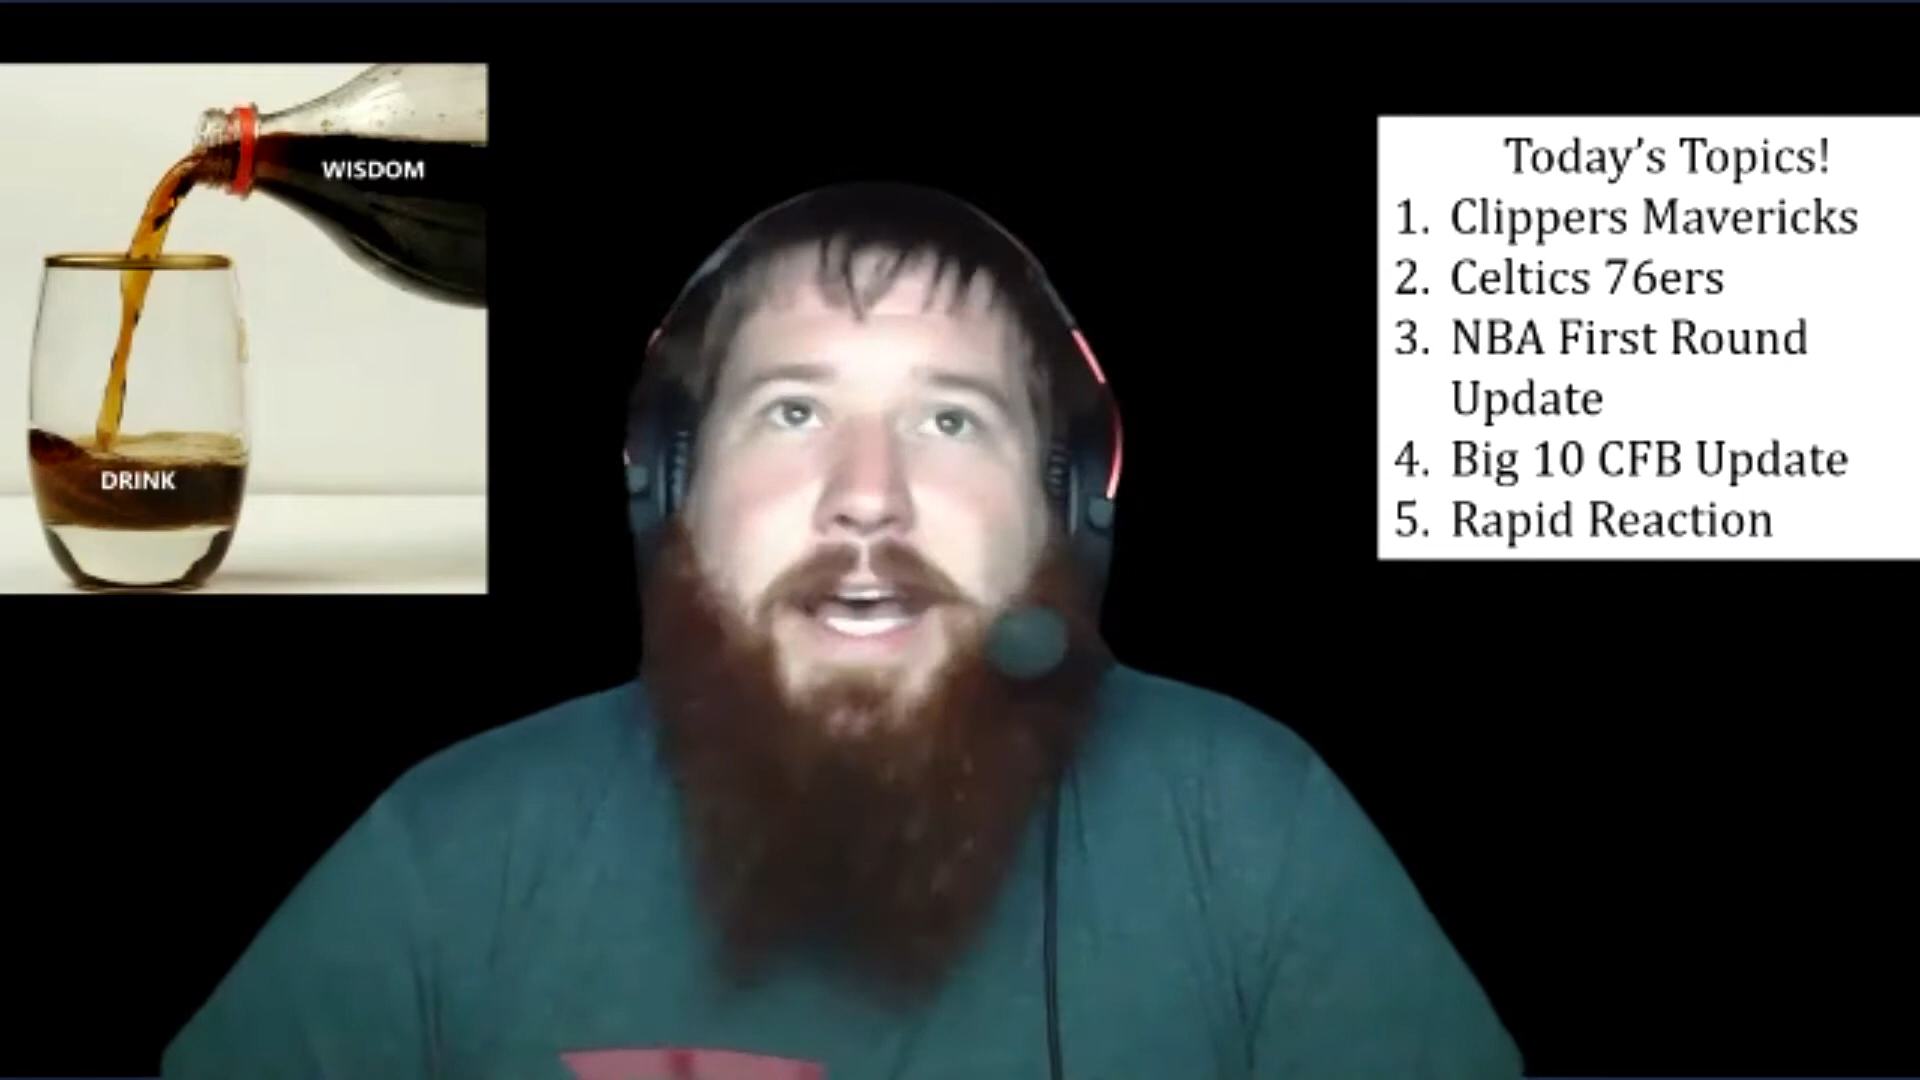 WISDOM
DRINK
Today’s Topics!
1. Clippers Mavericks
2. Celtics 76ers
3. NBA First Round
Update
4. Big 10 CFB Update
5. Rapid Reaction